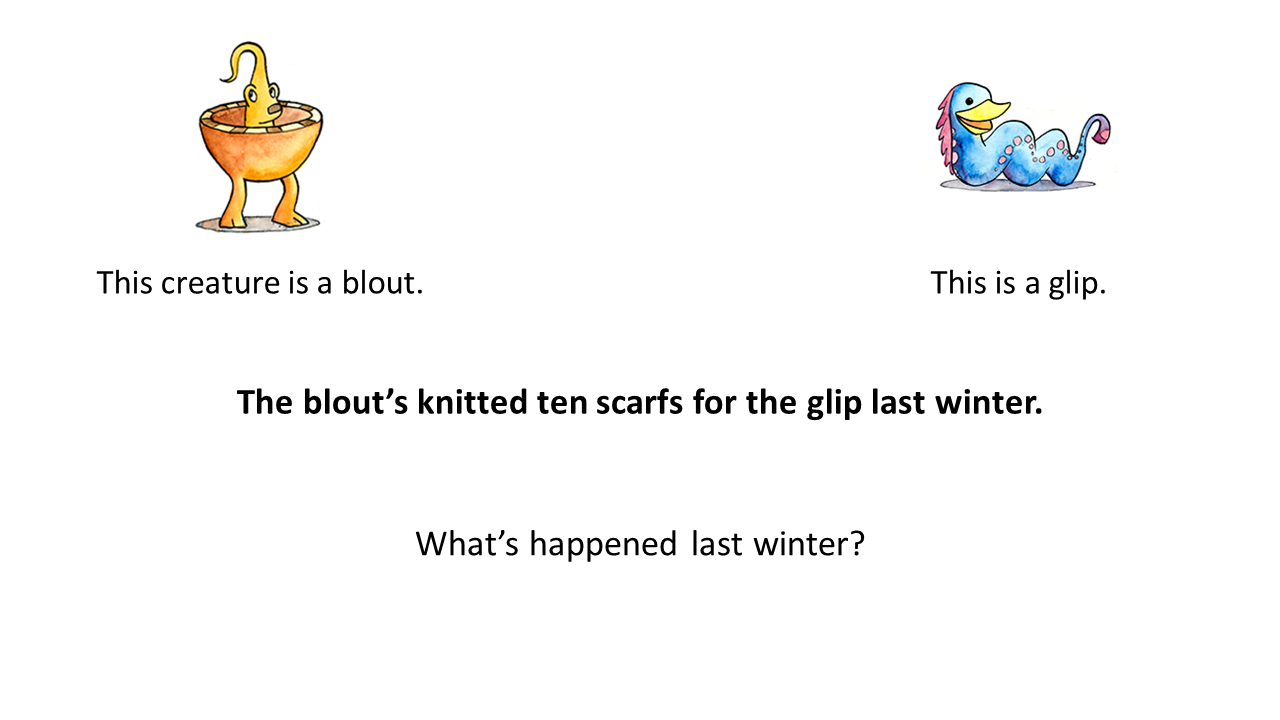 This creature is a blout.
This is a glip.
The blout’s knitted ten scarfs for the glip last winter.
What’s happened last winter?